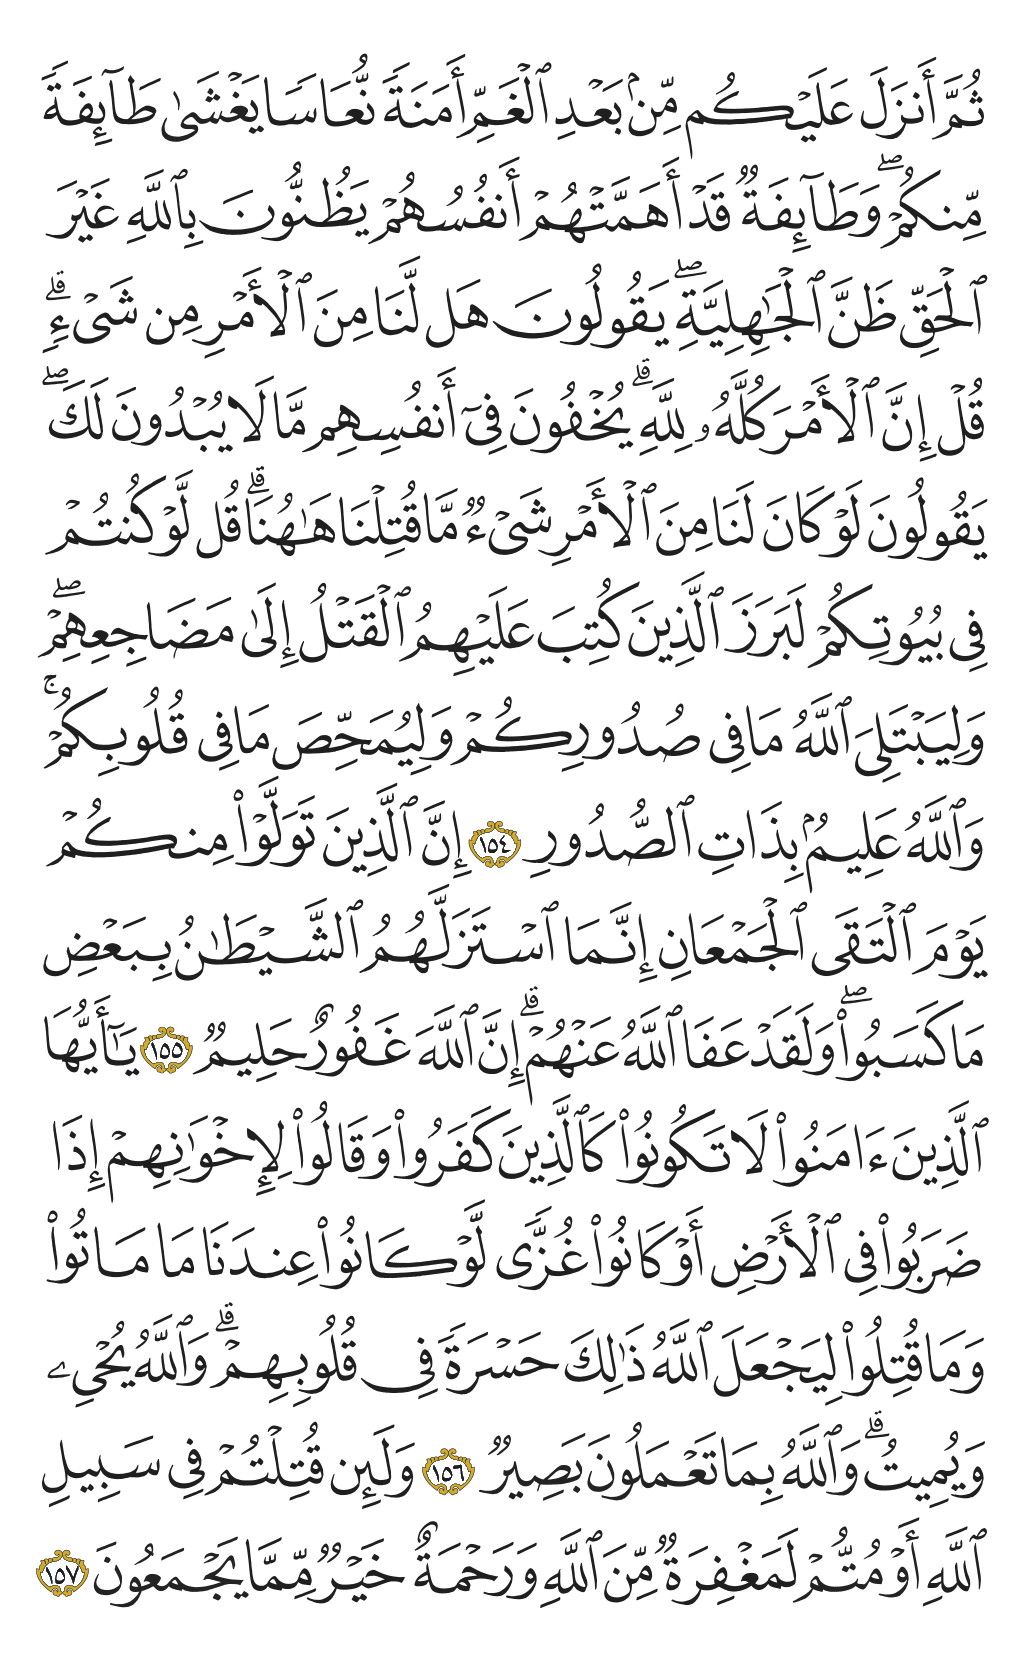 ثُمَّ أَنزَلَ عَلَيْكُم مِّنۢ بَعْدِ ٱلْغَمِّ أَمَنَةً نُّعَاسًا يَغْشَىٰ طَآئِفَةً
مِّنكُمْ ۖ وَطَآئِفَةٌ قَدْ أَهَمَّتْهُمْ أَنفُسُهُمْ يَظُنُّونَ بِٱللَّهِ غَيْرَ
ٱلْحَقِّ ظَنَّ ٱلْجَٰهِلِيَّةِ ۖ يَقُولُونَ هَل لَّنَا مِنَ ٱلْأَمْرِ مِن شَىْءٍ ۗ
قُلْ إِنَّ ٱلْأَمْرَ كُلَّهُۥ لِلَّهِ ۗ يُخْفُونَ فِىٓ أَنفُسِهِم مَّا لَا يُبْدُونَ لَكَ ۖ
يَقُولُونَ لَوْ كَانَ لَنَا مِنَ ٱلْأَمْرِ شَىْءٌ مَّا قُتِلْنَا هَٰهُنَا ۗ قُل لَّوْ كُنتُمْ
فِى بُيُوتِكُمْ لَبَرَزَ ٱلَّذِينَ كُتِبَ عَلَيْهِمُ ٱلْقَتْلُ إِلَىٰ مَضَاجِعِهِمْ ۖ
وَلِيَبْتَلِىَ ٱللَّهُ مَا فِى صُدُورِكُمْ وَلِيُمَحِّصَ مَا فِى قُلُوبِكُمْ ۚ
وَٱللَّهُ عَلِيمٌۢ بِذَاتِ ٱلصُّدُورِ ١٥٤ إِنَّ ٱلَّذِينَ تَوَلَّوْا۟ مِنكُمْ
يَوْمَ ٱلْتَقَى ٱلْجَمْعَانِ إِنَّمَا ٱسْتَزَلَّهُمُ ٱلشَّيْطَٰنُ بِبَعْضِ
مَا كَسَبُوا۟ ۖ وَلَقَدْ عَفَا ٱللَّهُ عَنْهُمْ ۗ إِنَّ ٱللَّهَ غَفُورٌ حَلِيمٌ ١٥٥ يَٰٓأَيُّهَا
ٱلَّذِينَ ءَامَنُوا۟ لَا تَكُونُوا۟ كَٱلَّذِينَ كَفَرُوا۟ وَقَالُوا۟ لِإِخْوَٰنِهِمْ إِذَا
ضَرَبُوا۟ فِى ٱلْأَرْضِ أَوْ كَانُوا۟ غُزًّى لَّوْ كَانُوا۟ عِندَنَا مَا مَاتُوا۟
وَمَا قُتِلُوا۟ لِيَجْعَلَ ٱللَّهُ ذَٰلِكَ حَسْرَةً فِى قُلُوبِهِمْ ۗ وَٱللَّهُ يُحْىِۦ
وَيُمِيتُ ۗ وَٱللَّهُ بِمَا تَعْمَلُونَ بَصِيرٌ ١٥٦ وَلَئِن قُتِلْتُمْ فِى سَبِيلِ
ٱللَّهِ أَوْ مُتُّمْ لَمَغْفِرَةٌ مِّنَ ٱللَّهِ وَرَحْمَةٌ خَيْرٌ مِّمَّا يَجْمَعُونَ ١٥٧